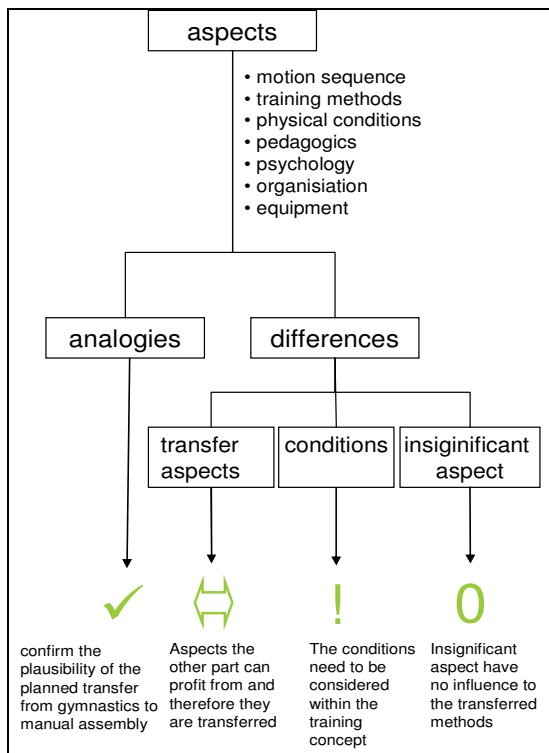 aspects
• motion sequence
• training methods
• physical conditions
• pedagogics
• psychology
• organisiation
• equipment
analogies
differences
transfer
aspects
conditions
insiginificant
aspect
!
0
confirm the
plausibility of the
planned transfer
from gymnastics to
manual assembly
Aspects the
other part can
profit from and
therefore they
are transferred
The conditions
need to be
considered
within the
training
concept
Insignificant
aspect have
no influence to
the transferred
methods